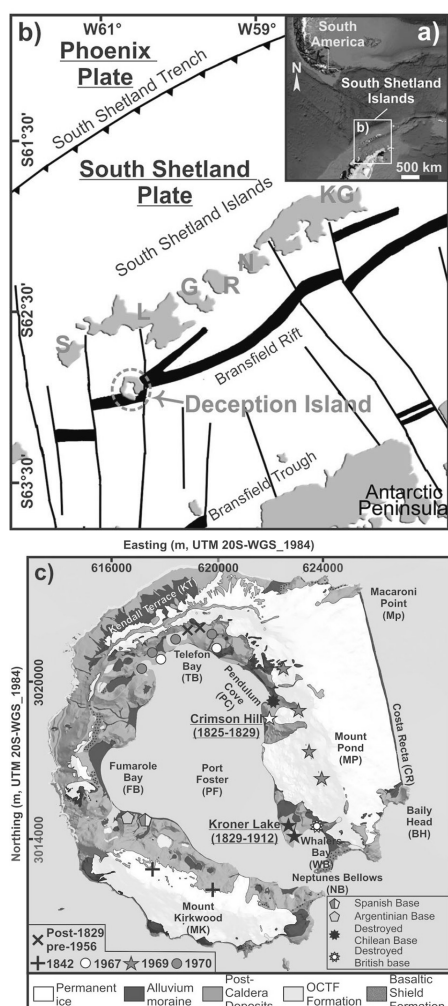 b)
W61°
W59°
a)
Phoenix
Plate
South Shetland Trench
South
America
N
South Shetland
Islands
b)
500 km
S61°30'
South Shetland
Plate
South Shetland Islands
KG
N
R
G
L
S
S62°30'
Bransfield Rift
Deception Island
S63°30'
Bransfield Trough
Antarctic
Peninsula
Easting (m, UTM 20S-WGS_1984)
616000
620000
624000
c)
Macaroni
Point
(Mp)
Kendall Terrace (KT)
Telefon
Bay
(TB)
Pendulum
Cove
(PC)
3020000
Northing (m, UTM 20S-WGS_1984)
Crimson Hill
(1825-1829)
Mount
Pond
(MP)
Costa Recta (CR)
Fumarole
Bay
(FB)
Port
Foster
(PF)
Baily
Head
(BH)
Kroner Lake
(1829-1912)
Whalers
Bay
(WB)
3014000
Neptunes Bellows
(NB)
Mount
Kirkwood
(MK)
Spanish Base
Argentinian Base
Destroyed
Chilean Base
Destroyed
British base
Post-1829
pre-1956
1842
1967
1969
1970
Permanent
ice
Alluvium
moraine
Post-
Caldera
Deposits
OCTF
Formation
Basaltic
Shield
Formation